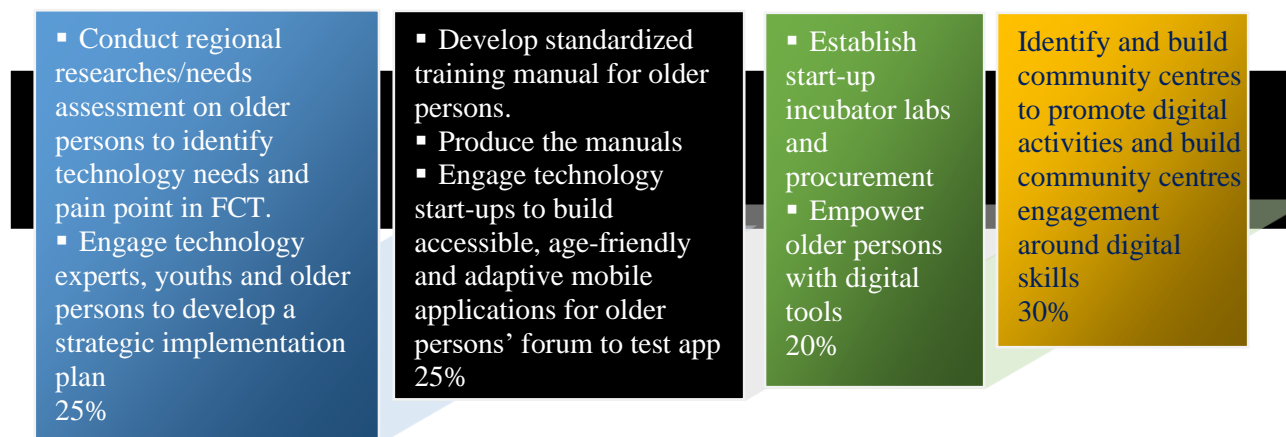 ▪ Conduct regional
researches/needs
assessment on older
persons to identify
technology needs and
pain point in FCT.
▪ Engage technology
experts, youths and older
persons to develop a
strategic implementation
plan
25%
▪ Develop standardized
training manual for older
persons.
▪ Produce the manuals
▪ Engage technology
start-ups to build
accessible, age-friendly
and adaptive mobile
applications for older
persons’ forum to test app
25%
▪ Establish
start-up
incubator labs
and
procurement
▪ Empower
older persons
with digital
tools
20%
Identify and build
community centres
to promote digital
activities and build
community centres
engagement
around digital
skills
30%